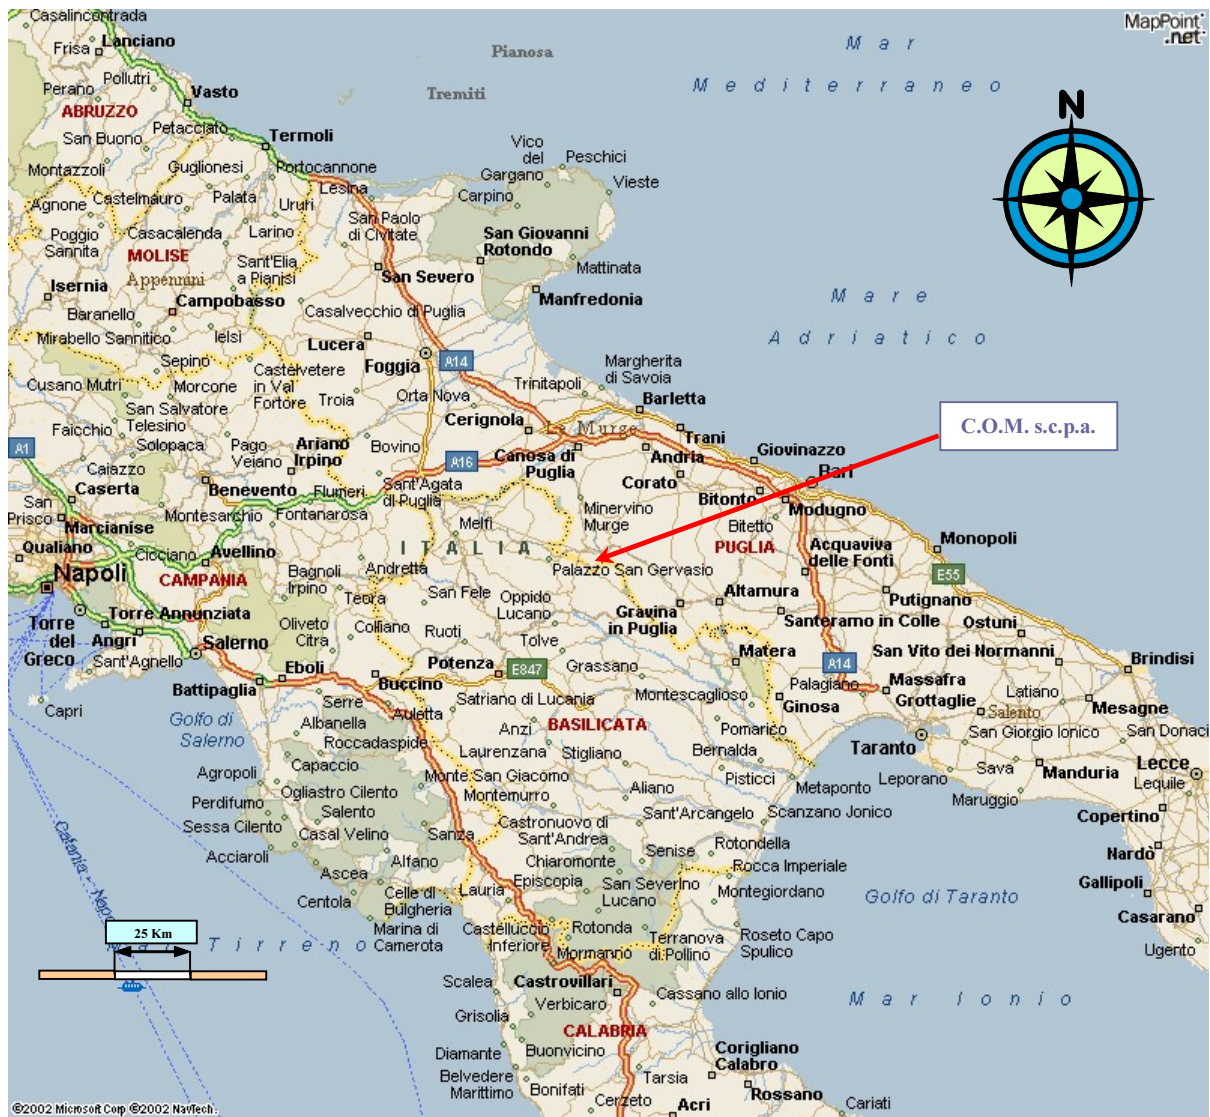 Casalincontrada
MapPoint
.net
Frisa
Lanciano
Mar
Pianosa
Pollutri
Mediterraneo
Perano
Vasto
Tremiti
N
ABRUZZO
Petacciato
San Buono
Termoli
Vico
del
Gargano
Peschici
Montazzoli
Guglionesi
Portocannone
Vieste
Lesina
Carpino
Agnone
Castelmauro
Palata
Ururi
San Paolo
di Civitate
Poggio
Sannita
Casacalenda
Larino
San Giovanni
Rotondo
MOLISE
Sant'Elia
a Pianisi
Mattinata
Appennini
San Severo
Isernia
Campobasso
Manfredonia
Mare
Baranello
Casalvecchio di Puglia
Adriatico
Mirabello Sannitico
Ielsi
Lucera
Sepino
Foggia
A14
Margherita
di Savoia
Castelvetere
in Val
Fortore
Cusano Mutri
Morcone
Troia
Orta Nova
Trinitapoli
Barletta
San Salvatore
Telesino
Cerignola
Le Murge
C.O.M. s.c.p.a.
Faicchio
Solopaca
Pago
Veiano
Ariano
Irpino
Bovino
Trani
Giovinazzo
A1
Canosa di
Puglia
Andria
A16
Caiazzo
Corato
Bari
Caserta
Benevento
Flumeri
Sant'Agata
di Puglia
Bitonto
San
Prisco
Marcianise
Montesarchio
Fontanarosa
Minervino
Murge
Modugno
Melfi
Bitetto
Qualiano
Cicciano
Avellino
ITALIA
PUGLIA
Acquaviva
delle Fonti
Monopoli
Napoli
CAMPANIA
Bagnoli
Irpino
Andretta
Palazzo San Gervasio
E55
Teora
San Fele
Oppido
Lucano
Altamura
Putignano
Torre Annunziata
Gravina
in Puglia
Torre
del
Greco
Angri
Salerno
Oliveto
Citra
Colliano
Ruoti
Tolve
Santeramo in Colle
Ostuni
Sant'Agnello
Eboli
Potenza
E847
Grassano
Matera
A14
San Vito dei Normanni
Brindisi
Battipaglia
Buccino
Capri
Serre
Satriano di Lucania
Montescaglioso
Palagiano
Massafra
Grottaglie
Latiano
Golfo di
Salerno
Albanella
Auletta
Anzi
BASILICATA
Ginosa
Salento
Mesagne
Roccadaspide
Pomarico
San Giorgio Ionico
San Donaci
Laurenzana
Stigliano
Bernalda
Taranto
Capaccio
Agropoli
Monte San Giacomo
Pisticci
Metaponto
Leporano
Sava
Manduria
Lecce
Lequile
Perdifumo
Ogliastro Cilento
Salento
Montemurro
Aliano
Maruggio
Sessa Cilento
Casal Velino
Sanza
Castronuovo di
Sant'Andrea
Sant'Arcangelo
Scanzano Jonico
Copertino
Acciaroli
Alfano
Chiaromonte
Senise
Rotondella
Nardò
Ascea
Episcopia
Rocca Imperiale
Centola
Celle di
Bulgheria
Lauria
San Severino
Lucano
Montegiordano
Golfo di Taranto
Gallipoli
Catania - Napoli
Casarano
25 Km
Mar Tirreno
Marina di
Camerota
Castelluccio
Inferiore
Rotonda
Terranova
di Pollino
Roseto Capo
Spulico
Ugento
Mormanno
Scalea
Castrovillari
Cassano allo Ionio
Mar Ionio
Verbicaro
Grisolia
CALABRIA
Diamante
Buonvicino
Corigliano
Calabro
Belvedere
Marittimo
Bonifati
Tarsia
Rossano
Cerzeto
Acri
Cariati
©2002 Microsoft Corp ©2002 NavTech.